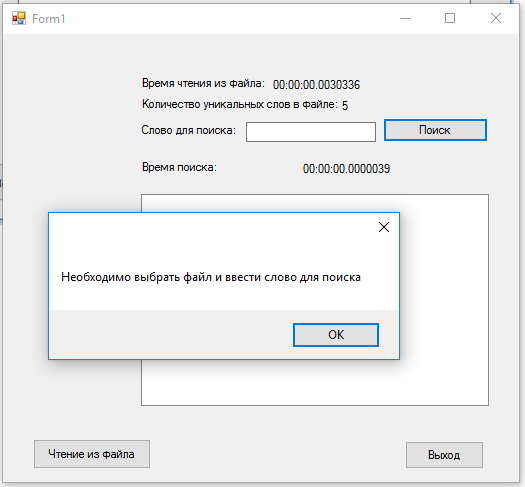 Form1
Время чтения из файла: 00:00:00.0030336
Количество уникальных слов в файле: 5
Слово для поиска: Поиск
Время поиска: 00:00:00.0000039
Необходимо выбрать файл и ввести слово для поиска
OK
Чтение из файла Выход